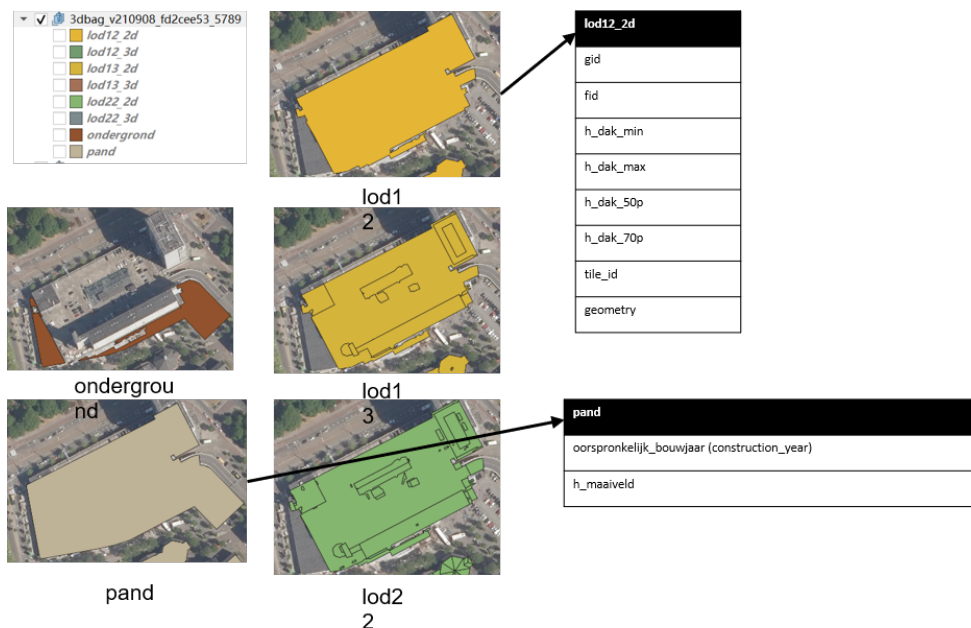 3dbag_v210908_fd2cee53_5789
lod12_2d
lod12_3d
lod13_2d
lod13_3d
lod22_2d
lod22_3d
ondergrond
pand
lod1
2
lod12_2d
gid
fid
h_dak_min
h_dak_max
h_dak_50p
h_dak_70p
tile_id
geometry
ondergrou
nd
lod1
3
pand
lod2
2
pand
oorspronkelijk_bouwjaar (construction_year)
h_maaiveld